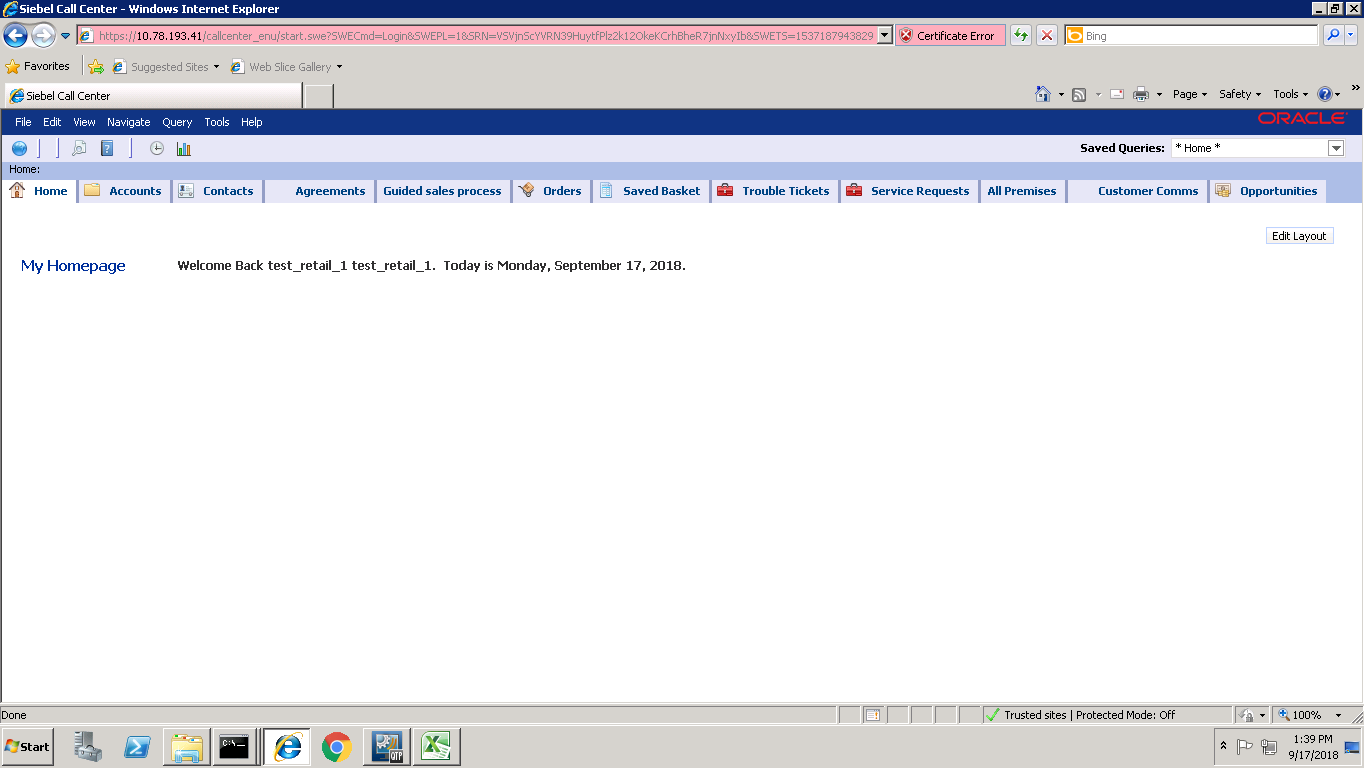 Siebel Call Center - Windows Internet Explorer
https://10.78.193.41/callcenter_enu/start.swe?SWECmd=Login&SWEPL=1&SRN=VSVjnScYVRN39HuytfPlz2k12OkeKCrhBheR7jnNxyIb&SWETS=1537187943829 Certificate Error Bing
Favorites Suggested Sites Web Slice Gallery
Siebel Call Center Page Safety Tools »
File Edit View Navigate Query Tools Help ORACLE
Saved Queries: * Home *
Home:
Home Accounts Contacts Agreements Guided sales process Orders Saved Basket Trouble Tickets Service Requests All Premises Customer Comms Opportunities
Edit Layout
My Homepage Welcome Back test_retail_1 test_retail_1. Today is Monday, September 17, 2018.
Done Trusted sites | Protected Mode: Off 100%
Start C:\ QTP 1:39 PM
9/17/2018